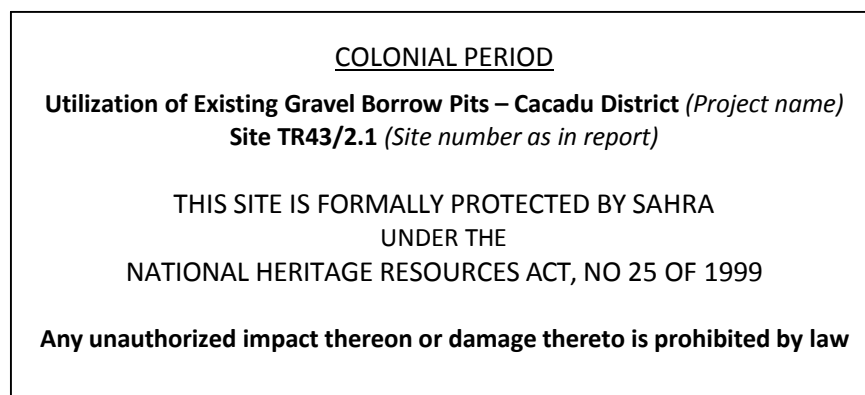 COLONIAL PERIOD
Utilization of Existing Gravel Borrow Pits – Cacadu District (Project name)
Site TR43/2.1 (Site number as in report)
THIS SITE IS FORMALLY PROTECTED BY SAHRA
UNDER THE
NATIONAL HERITAGE RESOURCES ACT, NO 25 OF 1999
Any unauthorized impact thereon or damage thereto is prohibited by law